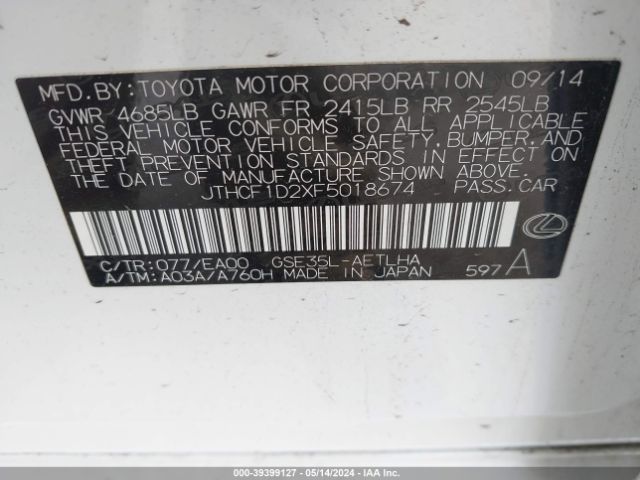 MFD. BY: TOYOTA MOTOR CORPORATION 09/14
GVWR 4685LB GAWR FR 2415LB RR 2545LB
THIS VEHICLE CONFORMS TO ALL APPLICABLE
FEDERAL MOTOR VEHICLE SAFETY, BUMPER, AND
THEFT PREVENTION STANDARDS IN EFFECT ON
THE DATE OF MANUFACTURE SHOWN ABOVE.
JTHCF1D2XF5018674 PASS. CAR
C/TR: 077/EA00 GSE35L-AETLHA
A/TM: A03A/A760H MADE IN JAPAN 597 A
000-39399127 - 05/14/2024 - IAA Inc.